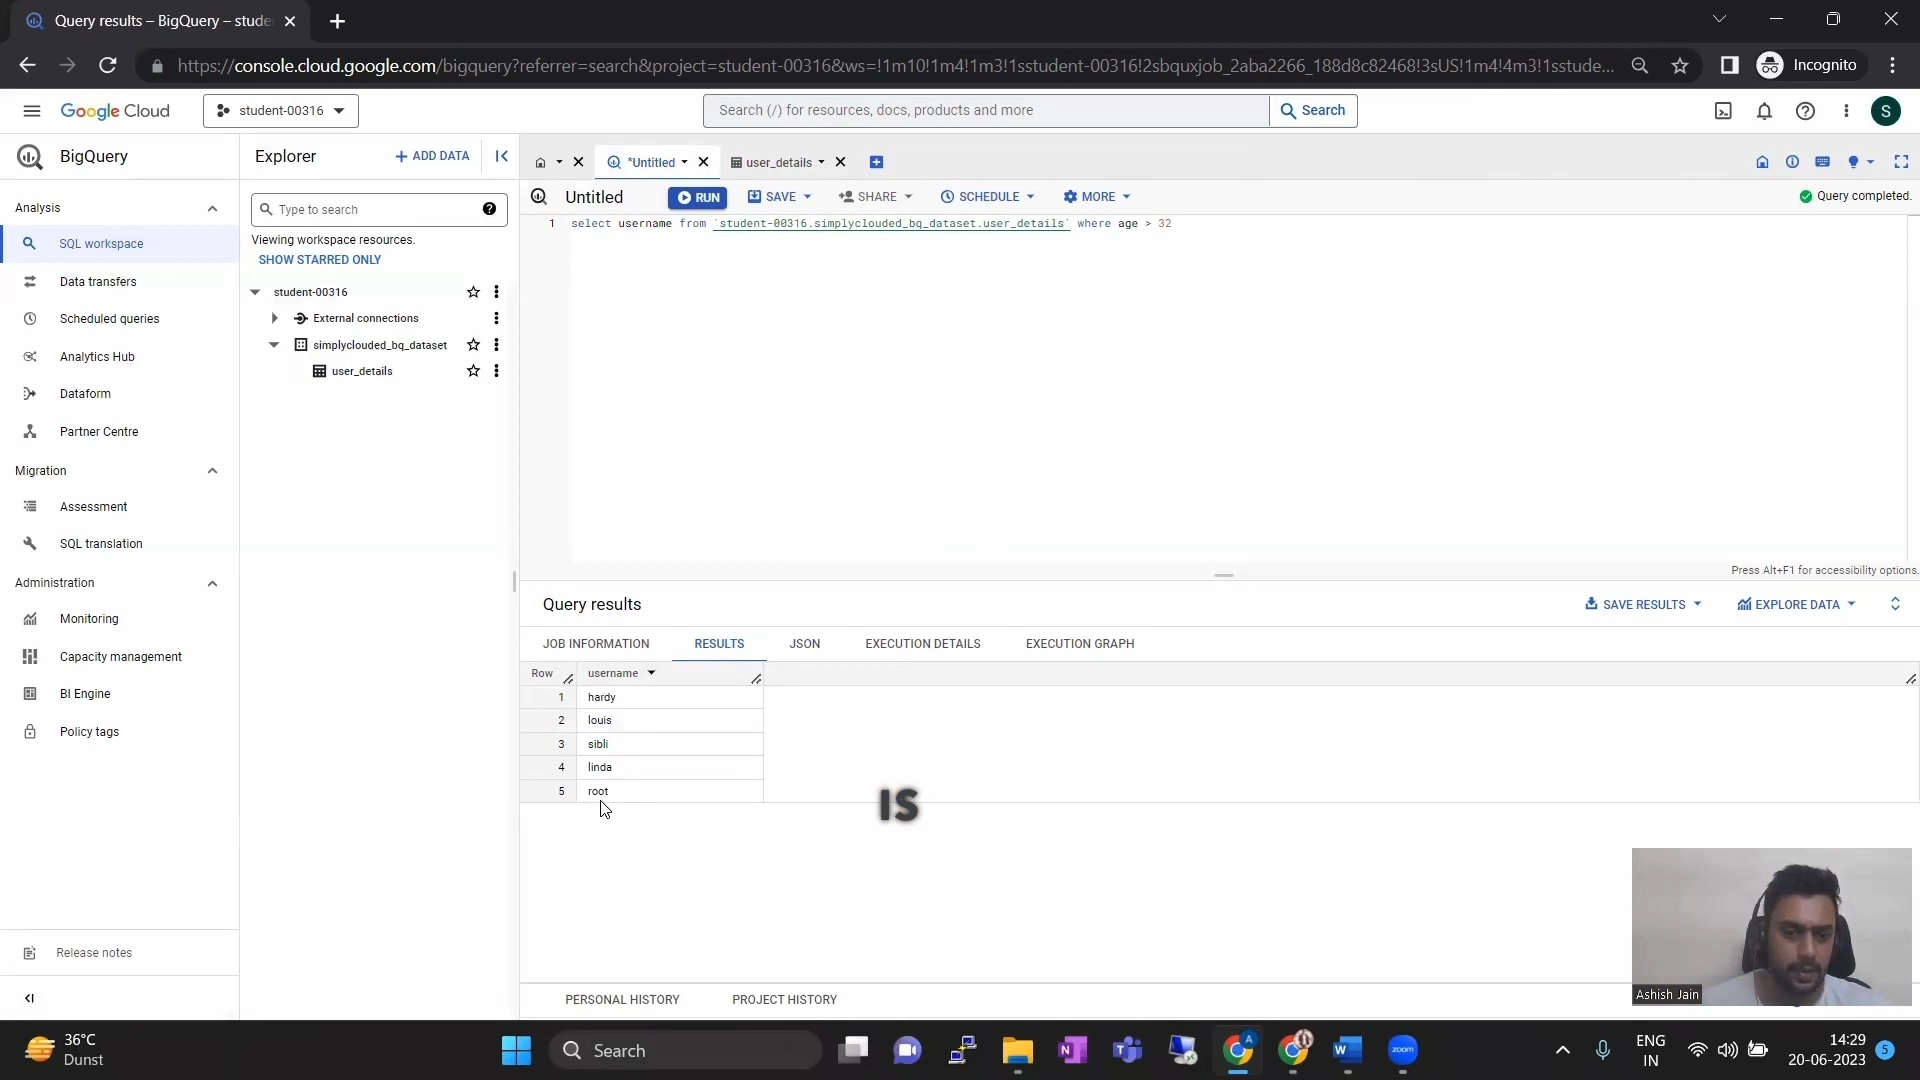 Query results – BigQuery – stude
https://console.cloud.google.com/bigquery?referrer=search&project=student-00316&ws=!1m10!1m4!1m3!1sstudent-00316!2sbquxjob_2aba2266_188d8c82468!3sUS!1m4!4m3!1sstude...
Incognito
Google Cloud
student-00316
Search (/) for resources, docs, products and more
Search
S
BigQuery
Explorer
+ ADD DATA
*Untitled
user_details
Analysis
SQL workspace
Data transfers
Scheduled queries
Analytics Hub
Dataform
Partner Centre
Migration
Assessment
SQL translation
Administration
Monitoring
Capacity management
BI Engine
Policy tags
Release notes
Type to search
Viewing workspace resources.
SHOW STARRED ONLY
student-00316
External connections
simplyclouded_bq_dataset
user_details
Untitled
RUN
SAVE
SHARE
SCHEDULE
MORE
Query completed.
1 select username from `student-00316.simplyclouded_bq_dataset.user_details` where age > 32
Press Alt+F1 for accessibility options.
Query results
SAVE RESULTS
EXPLORE DATA
JOB INFORMATION
RESULTS
JSON
EXECUTION DETAILS
EXECUTION GRAPH
Row username
1 hardy
2 louis
3 sibli
4 linda
5 root
IS
Ashish Jain
PERSONAL HISTORY
PROJECT HISTORY
36°C
Dunst
Search
A
N
T
W
zoom
ENG
IN
14:29
20-06-2023
5